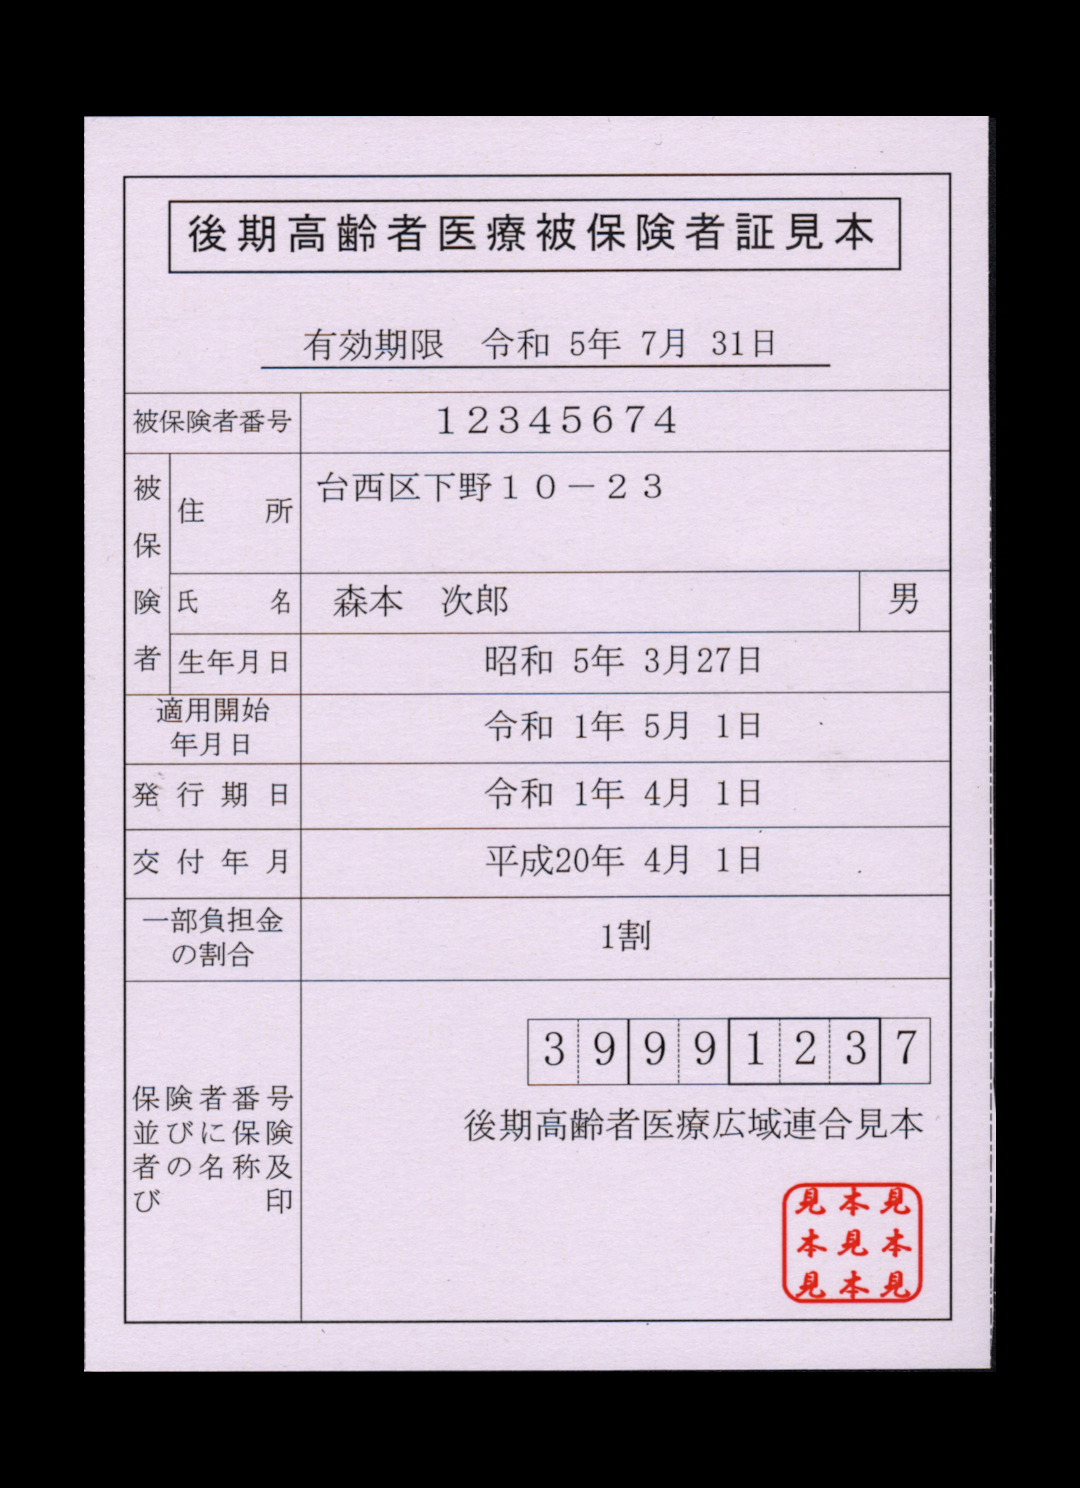 後期高齢者医療被保険者証見本
有効期限 令和 5年 7月 31日
被保険者番号 １２３４５６７４
被保険者
住所 台西区下野１０－２３
氏名 森本 次郎 男
生年月日 昭和 5年 3月27日
適用開始
年月日 令和 1年 5月 1日
発行期日 令和 1年 4月 1日
交付年月 平成20年 4月 1日
一部負担金
の割合 1割
保険者番号
並びに保険
者の名称及
び印
3 9 9 9 1 2 3 7
後期高齢者医療広域連合見本
見本見
本見本
見本見